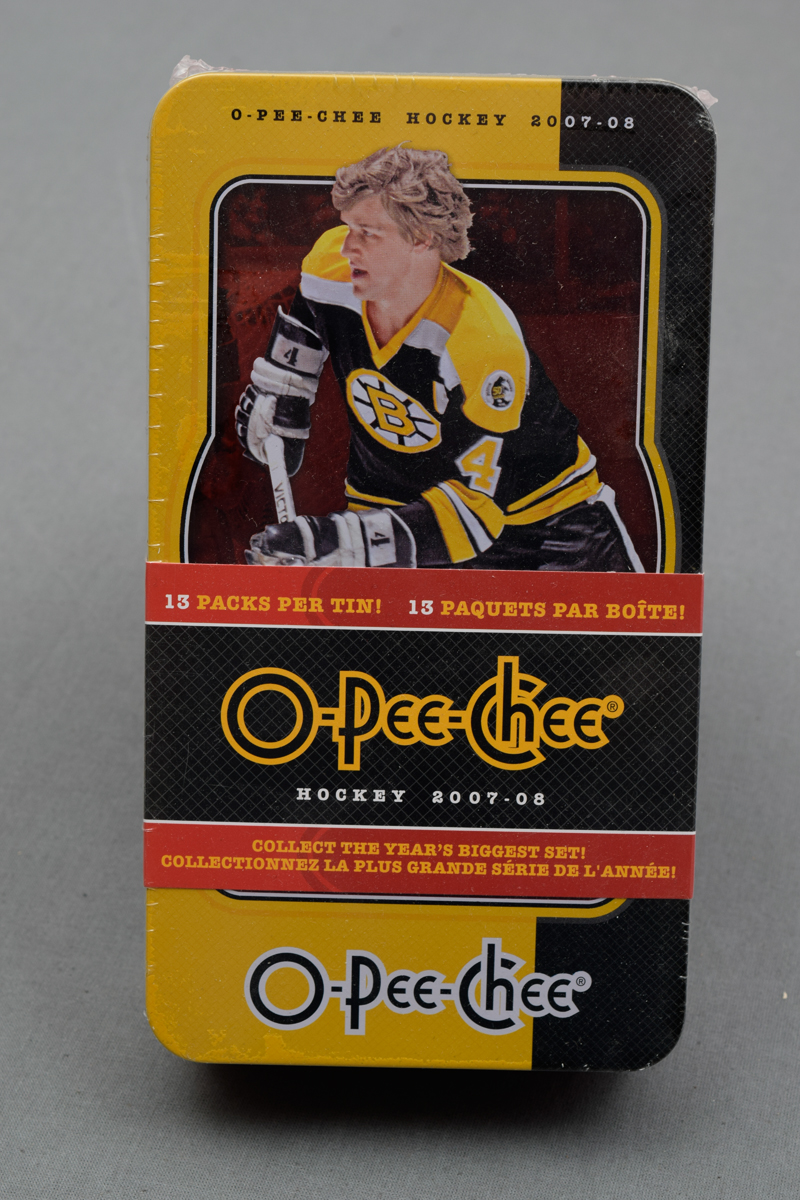 O-PEE-CHEE HOCKEY 2007-08
4
B
4
VIC
4
13 PACKS PER TIN! 13 PAQUETS PAR BOÎTE!
O-Pee-Chee®
HOCKEY 2007-08
COLLECT THE YEAR'S BIGGEST SET!
COLLECTIONNEZ LA PLUS GRANDE SÉRIE DE L'ANNÉE!
O-Pee-Chee®